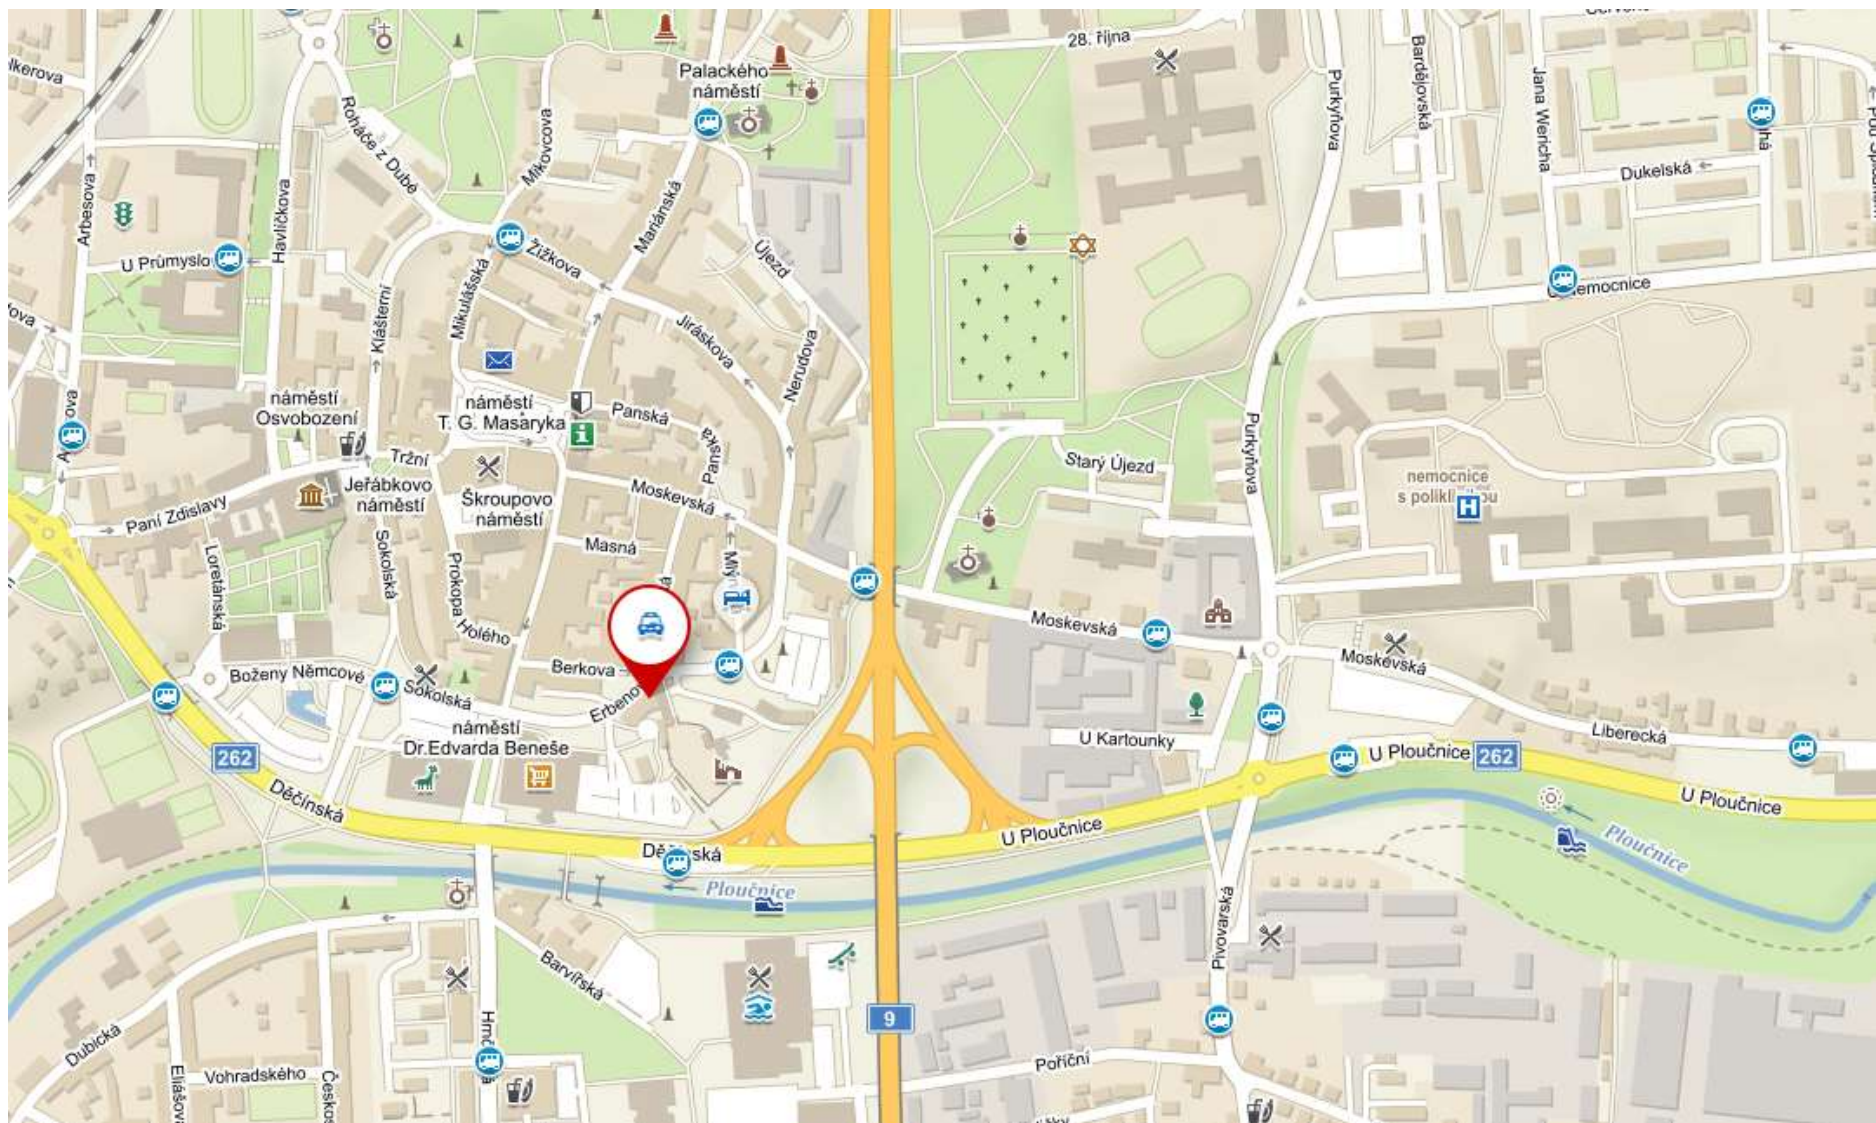 28. října
Palackého
náměstí
Roháče z Dubé
Mikovcova
Mariánská
Purkyňova
Bardějovská
Jana Wericha
Dukelská
Arbesova
Havlíčkova
Žižkova
Újezd
Klášterní
Mikulášská
Jiráskova
Nerudova
náměstí
Osvobození
náměstí
T. G. Masaryka
Panská
Panská
Tržní
Jeřábkovo
náměstí
Škroupovo
náměstí
Moskevská
Starý Újezd
Purkyňova
nemocnice
Paní Zdislavy
Masná
Loretánská
Sokolská
Prokopa Holého
Moskevská
Moskevská
Boženy Němcové
Sokolská
Berkova
náměstí
Dr.Edvarda Beneše
262
Děčínská
U Kartounky
U Ploučnice
262
Liberecká
U Ploučnice
U Ploučnice
Ploučnice
Ploučnice
Pivovarská
Barvířská
9
Dubická
Vohradského
Poříční
H